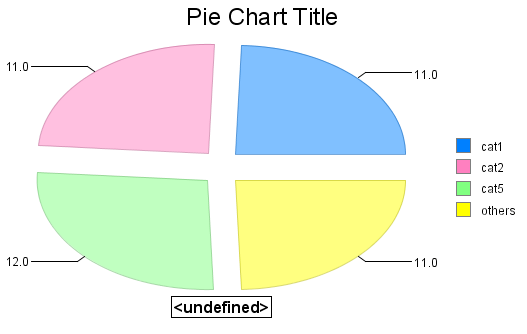 Pie Chart Title
11.0
11.0
cat1
cat2
cat5
others
12.0
11.0
<undefined>